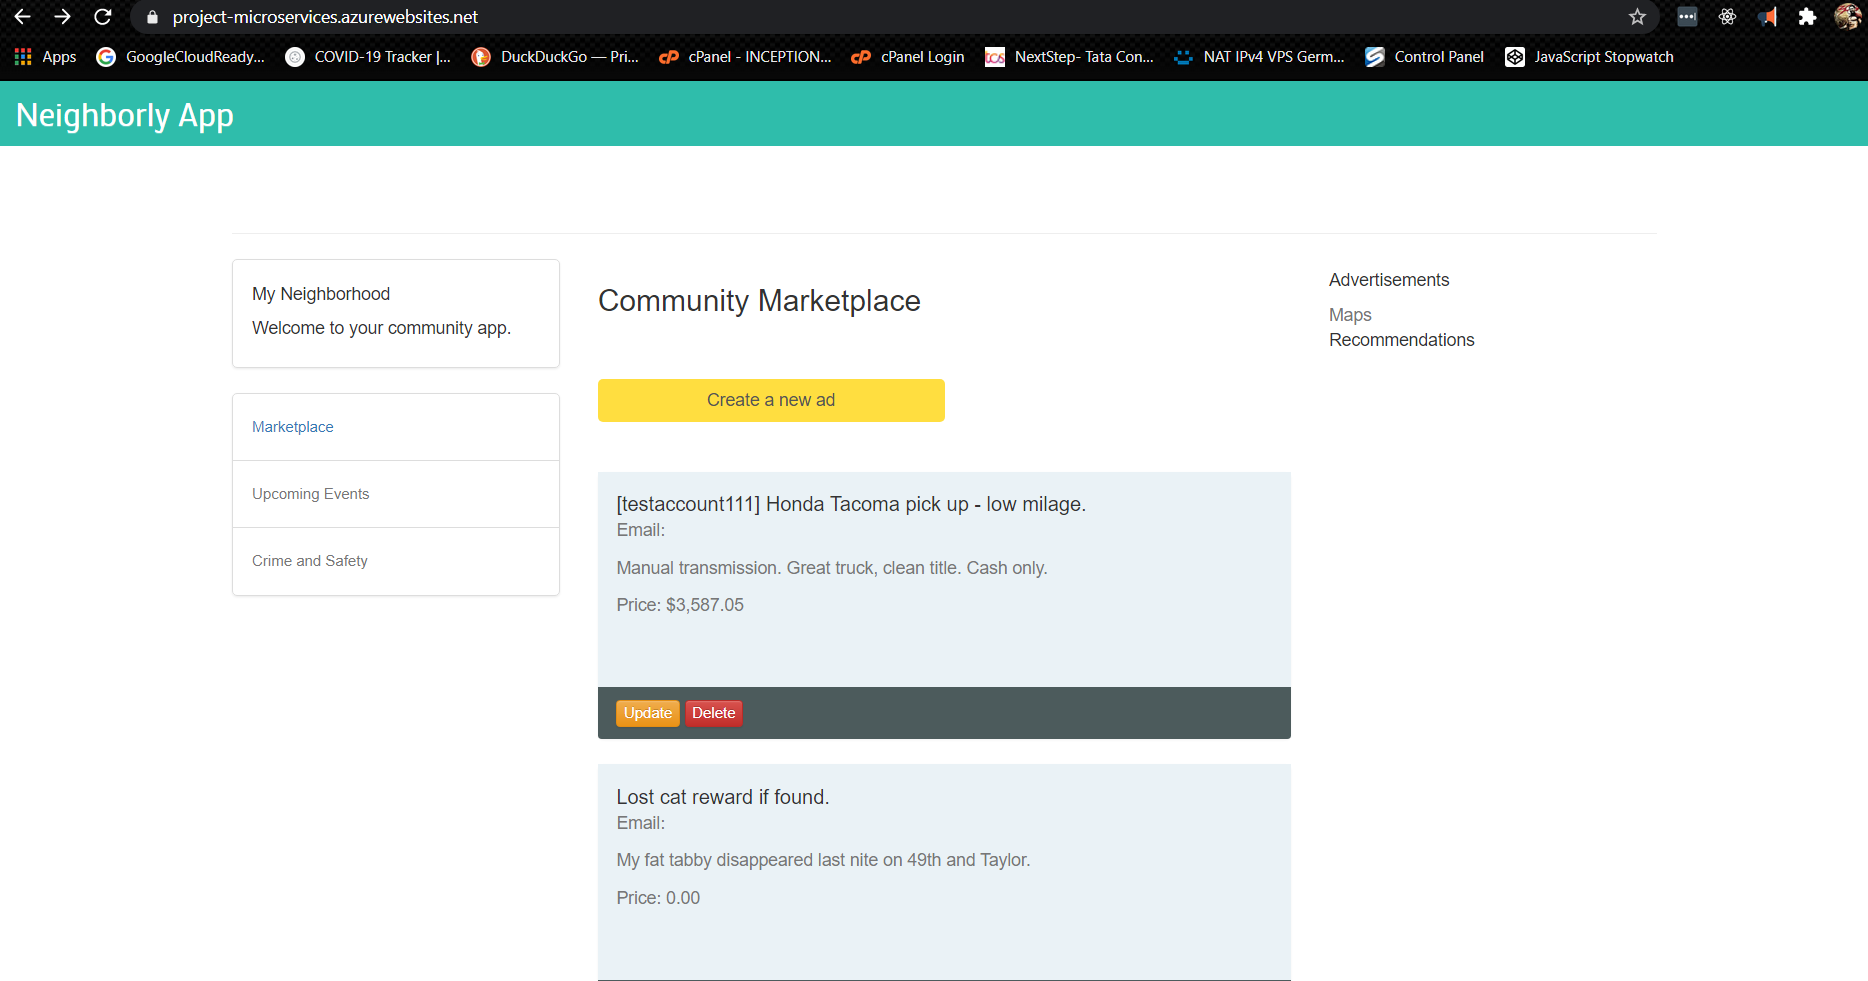 project-microservices.azurewebsites.net
Apps GoogleCloudReady... COVID-19 Tracker |... DuckDuckGo — Pri... cPanel - INCEPTION... cPanel Login NextStep- Tata Con... NAT IPv4 VPS Germ... Control Panel JavaScript Stopwatch
Neighborly App
My Neighborhood
Welcome to your community app.
Marketplace
Upcoming Events
Crime and Safety
Community Marketplace
Create a new ad
[testaccount111] Honda Tacoma pick up - low milage.
Email:
Manual transmission. Great truck, clean title. Cash only.
Price: $3,587.05
Update Delete
Lost cat reward if found.
Email:
My fat tabby disappeared last nite on 49th and Taylor.
Price: 0.00
Advertisements
Maps
Recommendations